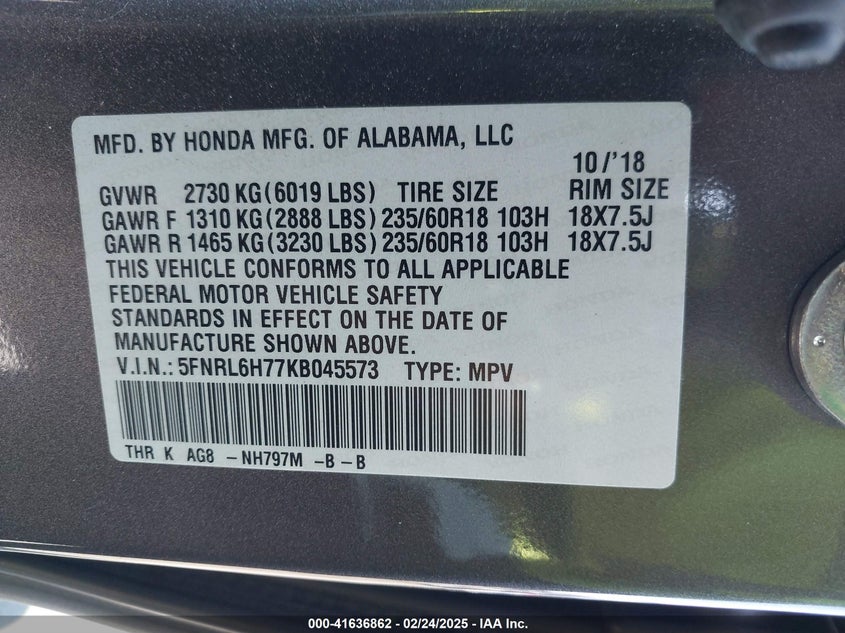 MFD. BY HONDA MFG. OF ALABAMA, LLC
10/'18
GVWR 2730 KG(6019 LBS) TIRE SIZE RIM SIZE
GAWR F 1310 KG(2888 LBS) 235/60R18 103H 18X7.5J
GAWR R 1465 KG(3230 LBS) 235/60R18 103H 18X7.5J
THIS VEHICLE CONFORMS TO ALL APPLICABLE
FEDERAL MOTOR VEHICLE SAFETY
STANDARDS IN EFFECT ON THE DATE OF
MANUFACTURE SHOWN ABOVE.
V.I.N.: 5FNRL6H77KB045573 TYPE: MPV
THR K AG8 -NH797M -B-B
000-41636862 - 02/24/2025 - IAA Inc.